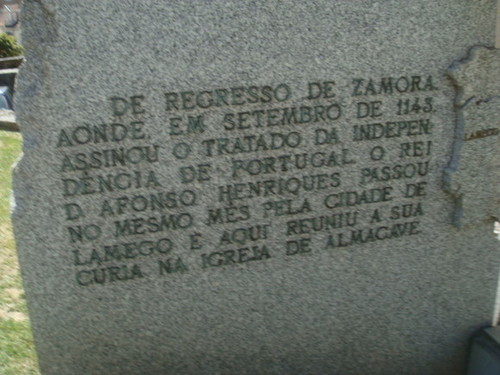 DE REGRESSO DE ZAMORA
AONDE, EM SETEMBRO DE 1143,
ASSINOU O TRATADO DA INDEPEN-
DÊNCIA DE PORTUGAL O REI
D. AFONSO HENRIQUES PASSOU
NO MESMO MÊS PELA CIDADE DE
LAMEGO E AQUI REUNIU A SUA
CURIA NA IGREJA DE ALMACAVE.